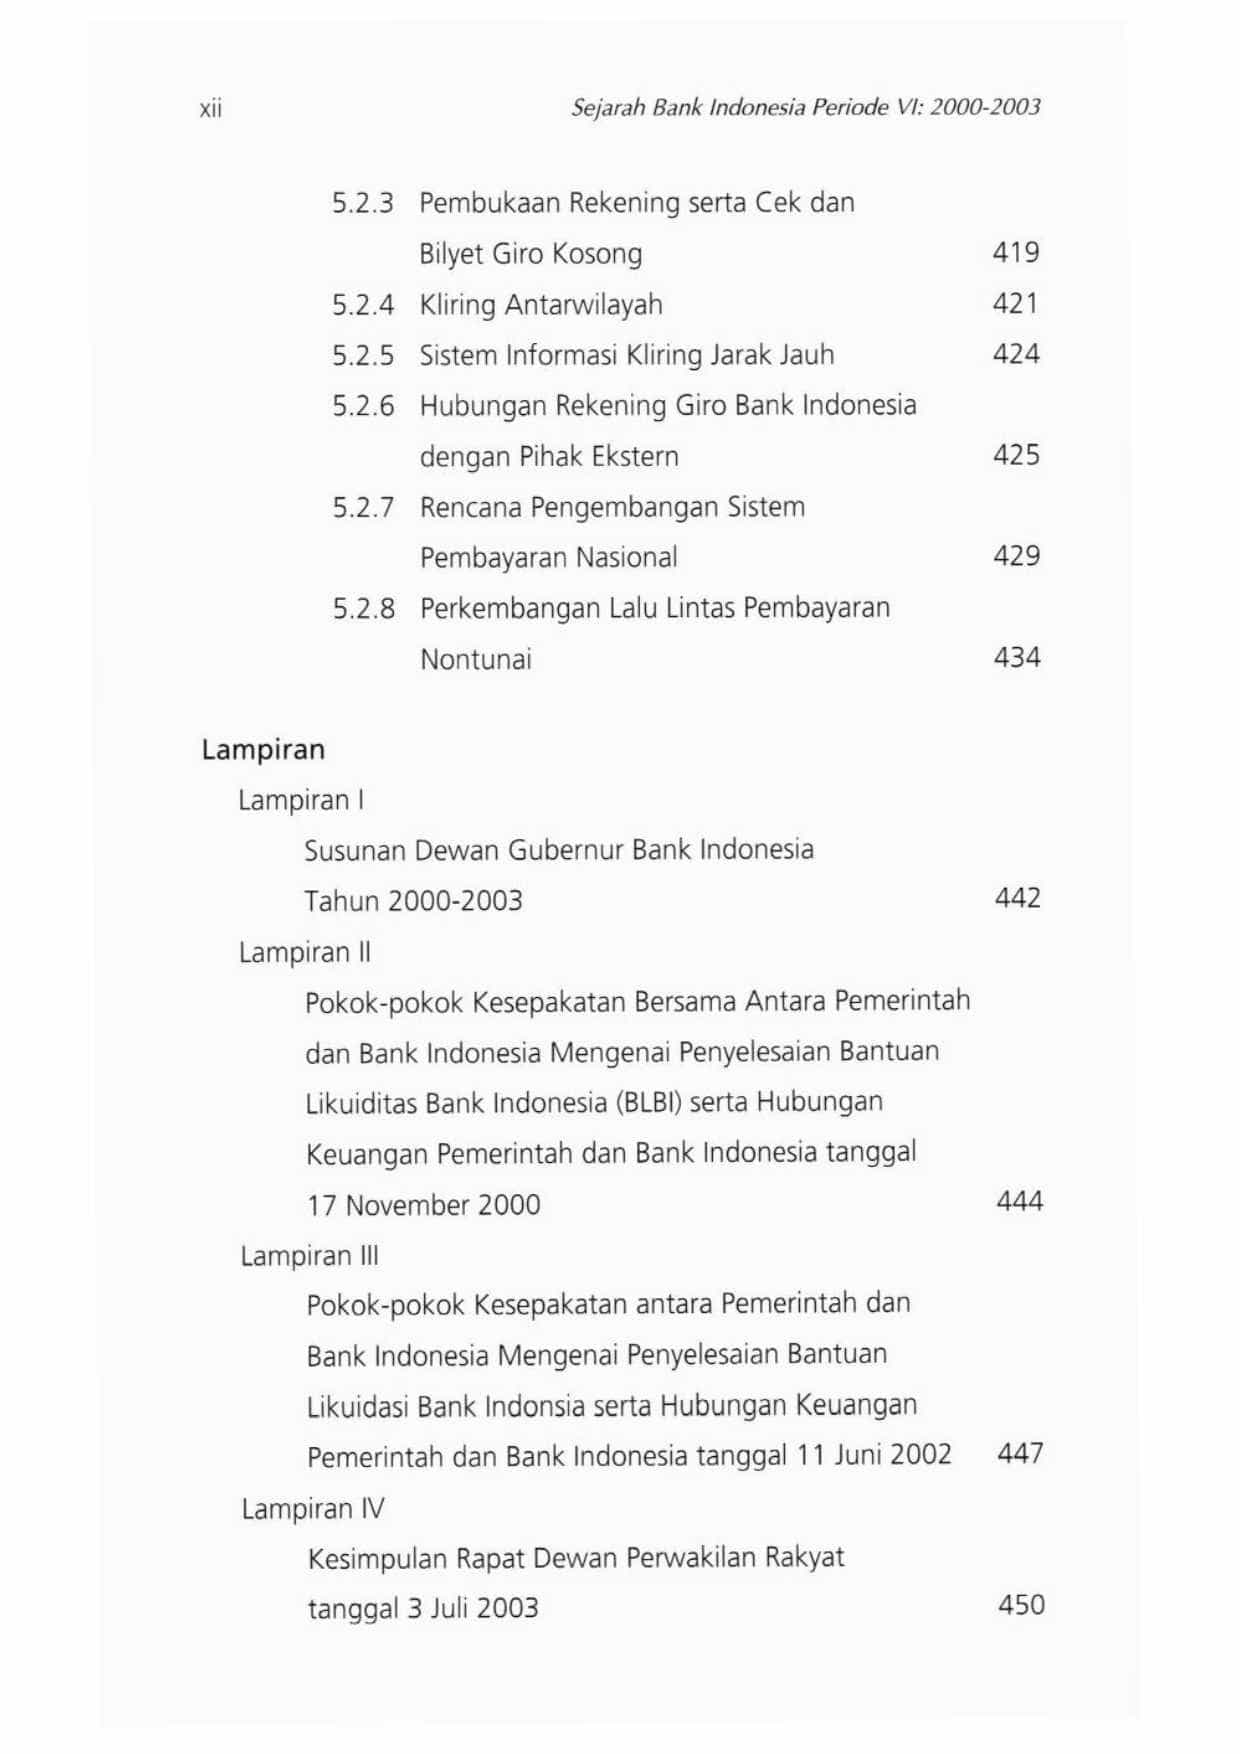 xii Sejarah Bank Indonesia Periode VI: 2000-2003
5.2.3 Pembukaan Rekening serta Cek dan
Bilyet Giro Kosong 419
5.2.4 Kliring Antarwilayah 421
5.2.5 Sistem Informasi Kliring Jarak Jauh 424
5.2.6 Hubungan Rekening Giro Bank Indonesia
dengan Pihak Ekstern 425
5.2.7 Rencana Pengembangan Sistem
Pembayaran Nasional 429
5.2.8 Perkembangan Lalu Lintas Pembayaran
Nontunai 434
Lampiran
Lampiran I
Susunan Dewan Gubernur Bank Indonesia
Tahun 2000-2003 442
Lampiran II
Pokok-pokok Kesepakatan Bersama Antara Pemerintah
dan Bank Indonesia Mengenai Penyelesaian Bantuan
Likuiditas Bank Indonesia (BLBI) serta Hubungan
Keuangan Pemerintah dan Bank Indonesia tanggal
17 November 2000 444
Lampiran III
Pokok-pokok Kesepakatan antara Pemerintah dan
Bank Indonesia Mengenai Penyelesaian Bantuan
Likuidasi Bank Indonsia serta Hubungan Keuangan
Pemerintah dan Bank Indonesia tanggal 11 Juni 2002 447
Lampiran IV
Kesimpulan Rapat Dewan Perwakilan Rakyat
tanggal 3 Juli 2003 450